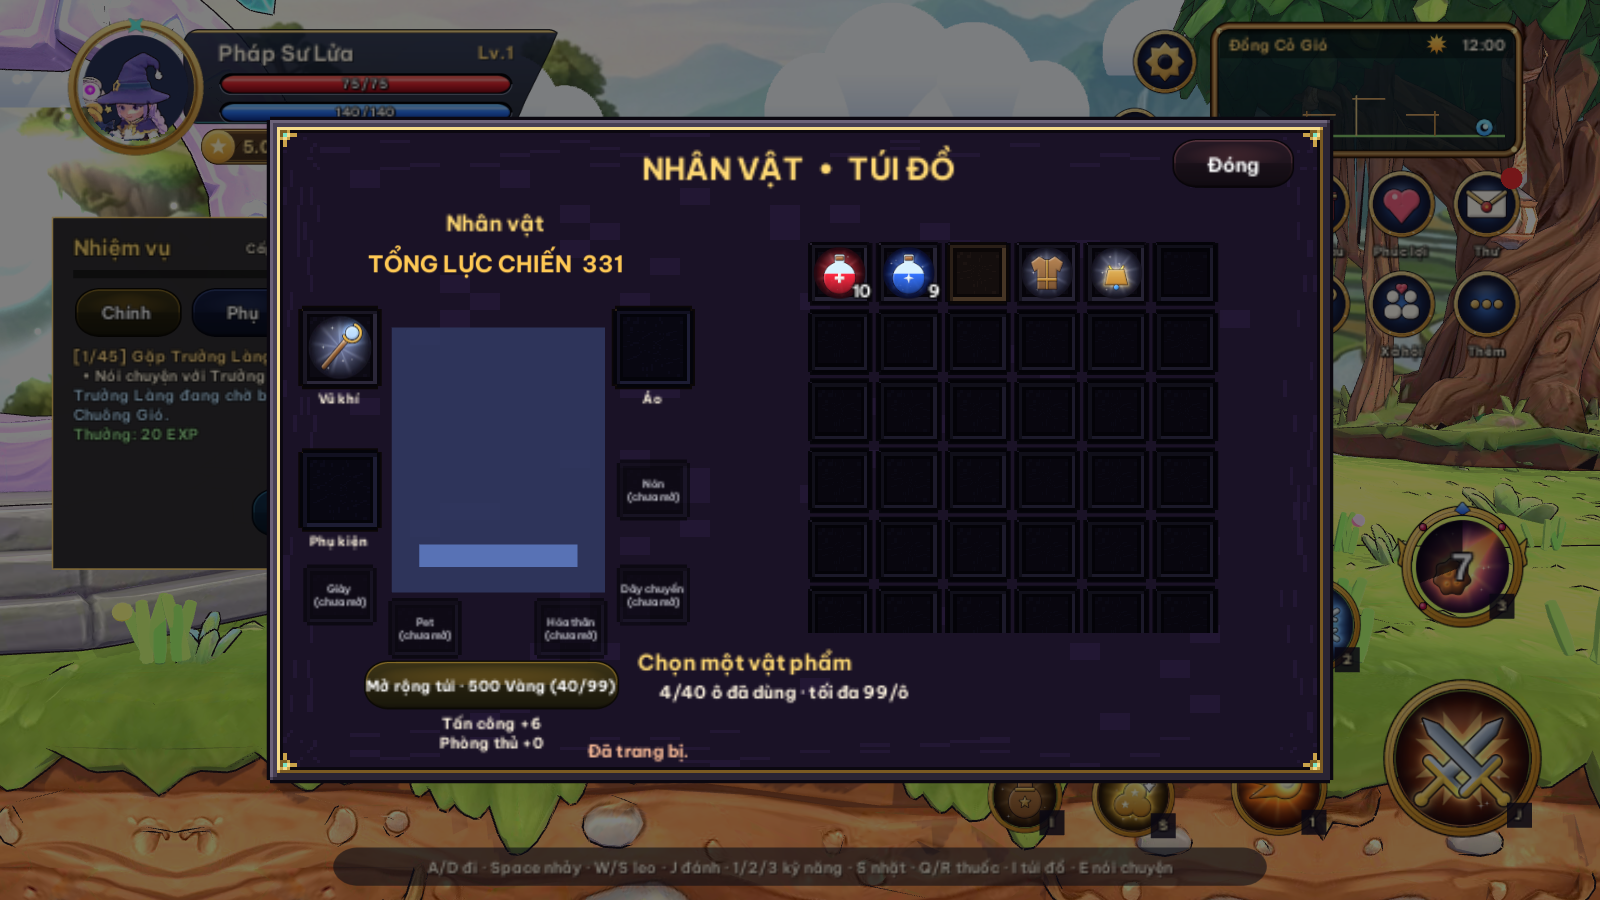 Pháp Sư Lửa
Lv.1
75/75
140/140
5.0
Đồng Cỏ Gió
12:00
NHÂN VẬT • TÚI ĐỒ
Đóng
Nhân vật
TỔNG LỰC CHIẾN 331
10
9
Vũ khí
Áo
Phụ kiện
Nón
(chưa mở)
Giày
(chưa mở)
Dây chuyền
(chưa mở)
Pet
(chưa mở)
Hóa thân
(chưa mở)
Mở rộng túi · 500 Vàng (40/99)
Tấn công +6
Phòng thủ +0
Chọn một vật phẩm
4/40 ô đã dùng · tối đa 99/ô
Đã trang bị.
Nhiệm vụ
Chính
Phụ
[1/45] Gặp Trưởng Làng
• Nói chuyện với Trưởng
Trưởng Làng đang chờ b
Chuông Gió.
Thưởng: 20 EXP
Phúc lợi
Thư
Xã hội
Thêm
7
3
2
J
I
S
1
A/D đi · Space nhảy · W/S leo · J đánh · 1/2/3 kỹ năng · S nhặt · Q/R thuốc · I túi đồ · E nói chuyện